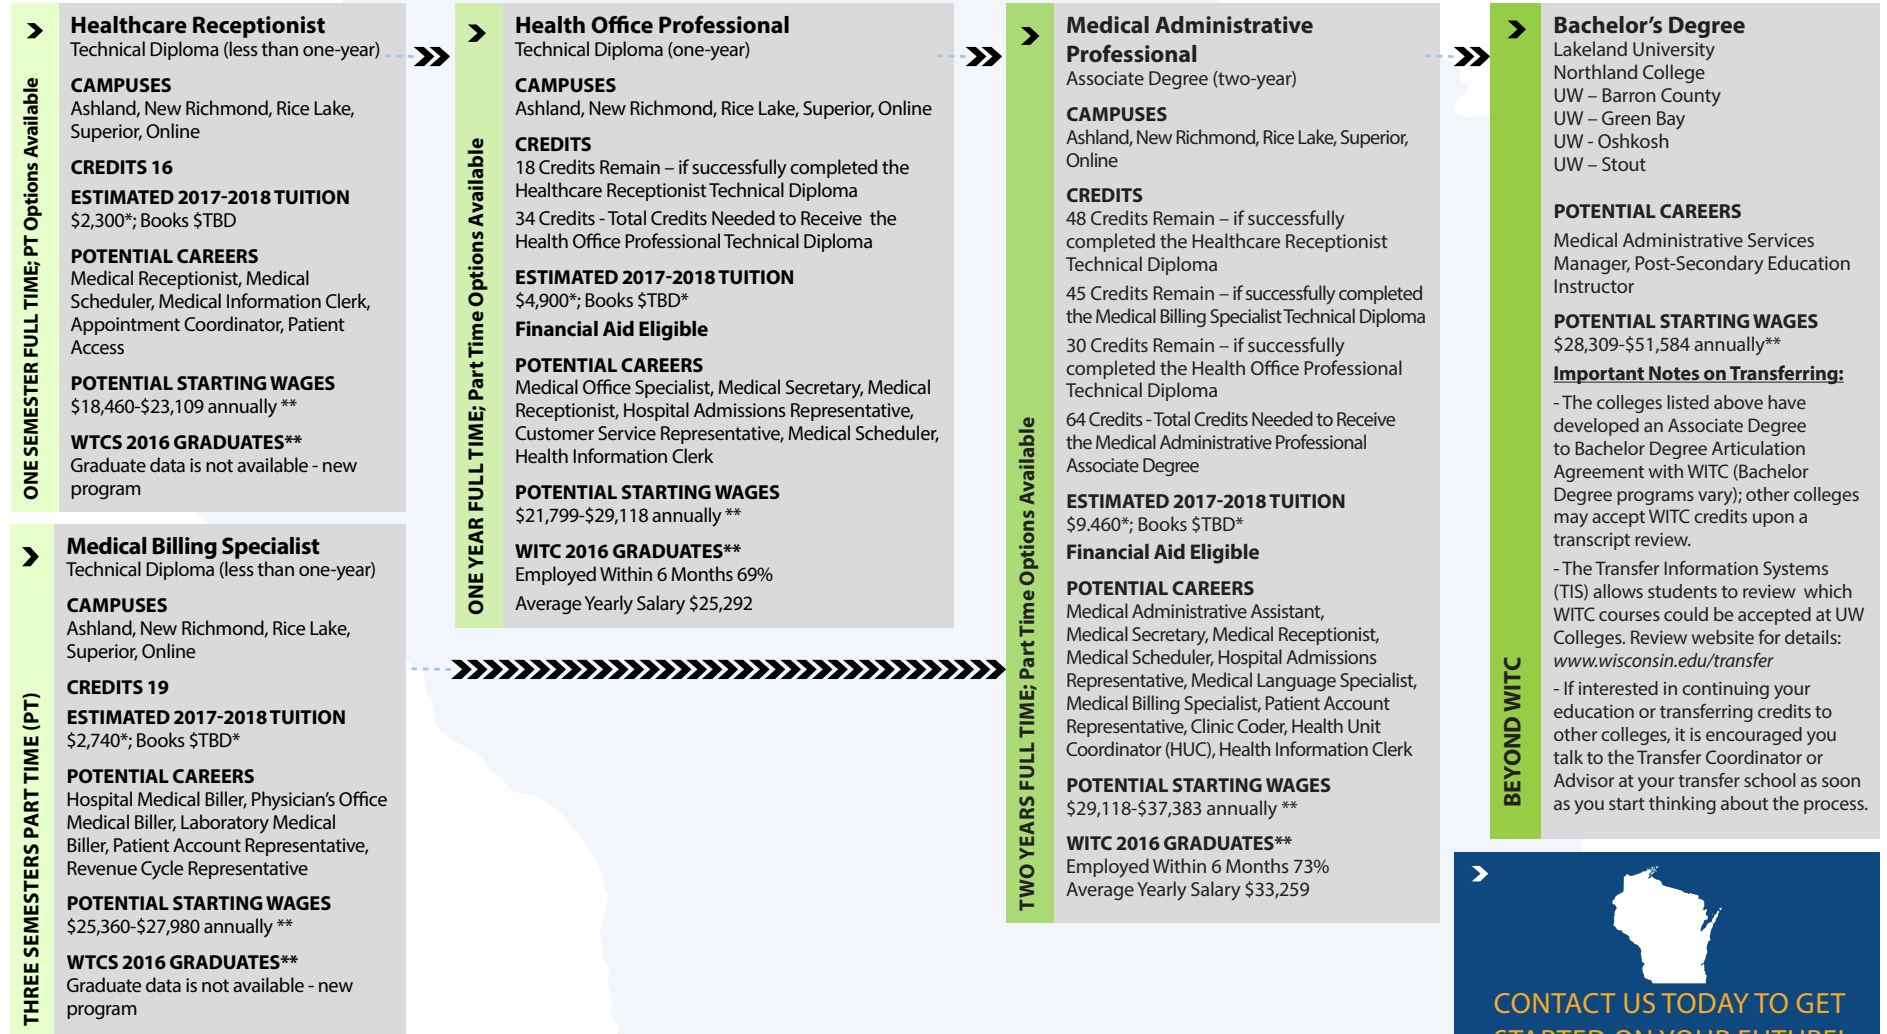 Healthcare Receptionist
Technical Diploma (less than one-year)
CAMPUSES
Ashland, New Richmond, Rice Lake,
Superior, Online
CREDITS 16
ESTIMATED 2017-2018 TUITION
$2,300*; Books $TBD
POTENTIAL CAREERS
Medical Receptionist, Medical
Scheduler, Medical Information Clerk,
Appointment Coordinator, Patient
Access
POTENTIAL STARTING WAGES
$18,460-$23,109 annually **
WTCS 2016 GRADUATES**
Graduate data is not available - new
program
ONE SEMESTER FULL TIME; PT Options Available
Medical Billing Specialist
Technical Diploma (less than one-year)
CAMPUSES
Ashland, New Richmond, Rice Lake,
Superior, Online
CREDITS 19
ESTIMATED 2017-2018 TUITION
$2,740*; Books $TBD*
POTENTIAL CAREERS
Hospital Medical Biller, Physician's Office
Medical Biller, Laboratory Medical
Biller, Patient Account Representative,
Revenue Cycle Representative
POTENTIAL STARTING WAGES
$25,360-$27,980 annually **
WTCS 2016 GRADUATES**
Graduate data is not available - new
program
THREE SEMESTERS PART TIME (PT)
Health Office Professional
Technical Diploma (one-year)
CAMPUSES
Ashland, New Richmond, Rice Lake, Superior, Online
CREDITS
18 Credits Remain – if successfully completed the
Healthcare Receptionist Technical Diploma
34 Credits - Total Credits Needed to Receive the
Health Office Professional Technical Diploma
ESTIMATED 2017-2018 TUITION
$4,900*; Books $TBD*
Financial Aid Eligible
POTENTIAL CAREERS
Medical Office Specialist, Medical Secretary, Medical
Receptionist, Hospital Admissions Representative,
Customer Service Representative, Medical Scheduler,
Health Information Clerk
POTENTIAL STARTING WAGES
$21,799-$29,118 annually **
WITC 2016 GRADUATES**
Employed Within 6 Months 69%
Average Yearly Salary $25,292
ONE YEAR FULL TIME; Part Time Options Available
Medical Administrative
Professional
Associate Degree (two-year)
CAMPUSES
Ashland, New Richmond, Rice Lake, Superior,
Online
CREDITS
48 Credits Remain – if successfully
completed the Healthcare Receptionist
Technical Diploma
45 Credits Remain – if successfully completed
the Medical Billing Specialist Technical Diploma
30 Credits Remain – if successfully
completed the Health Office Professional
Technical Diploma
64 Credits - Total Credits Needed to Receive
the Medical Administrative Professional
Associate Degree
ESTIMATED 2017-2018 TUITION
$9.460*; Books $TBD*
Financial Aid Eligible
POTENTIAL CAREERS
Medical Administrative Assistant,
Medical Secretary, Medical Receptionist,
Medical Scheduler, Hospital Admissions
Representative, Medical Language Specialist,
Medical Billing Specialist, Patient Account
Representative, Clinic Coder, Health Unit
Coordinator (HUC), Health Information Clerk
POTENTIAL STARTING WAGES
$29,118-$37,383 annually **
WITC 2016 GRADUATES**
Employed Within 6 Months 73%
Average Yearly Salary $33,259
TWO YEARS FULL TIME; Part Time Options Available
Bachelor's Degree
Lakeland University
Northland College
UW – Barron County
UW – Green Bay
UW - Oshkosh
UW – Stout
POTENTIAL CAREERS
Medical Administrative Services
Manager, Post-Secondary Education
Instructor
POTENTIAL STARTING WAGES
$28,309-$51,584 annually**
Important Notes on Transferring:
- The colleges listed above have
developed an Associate Degree
to Bachelor Degree Articulation
Agreement with WITC (Bachelor
Degree programs vary); other colleges
may accept WITC credits upon a
transcript review.
- The Transfer Information Systems
(TIS) allows students to review which
WITC courses could be accepted at UW
Colleges. Review website for details:
www.wisconsin.edu/transfer
- If interested in continuing your
education or transferring credits to
other colleges, it is encouraged you
talk to the Transfer Coordinator or
Advisor at your transfer school as soon
as you start thinking about the process.
BEYOND WITC
CONTACT US TODAY TO GET
STARTED ON YOUR FUTURE!